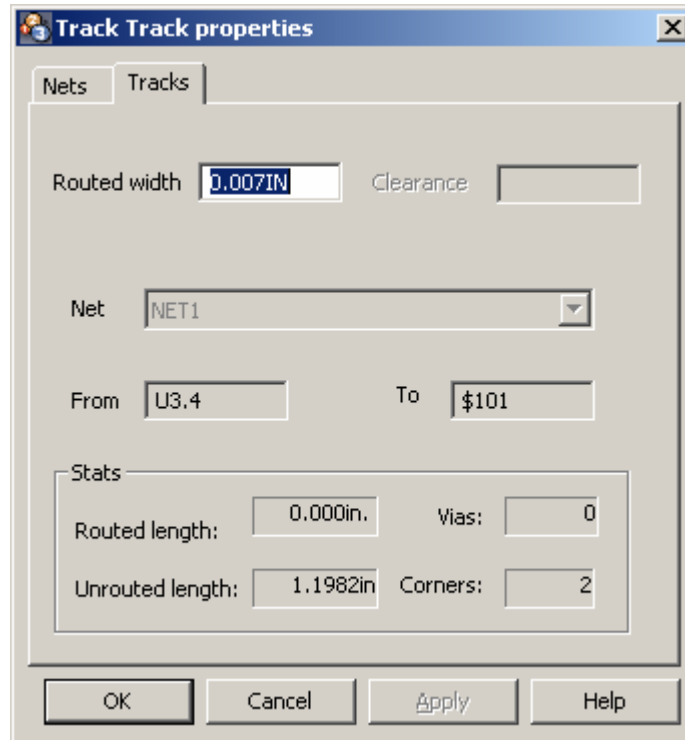 Track Track properties
Nets Tracks
Routed width 0.007IN Clearance
Net NET1
From U3.4 To $101
Stats
Routed length: 0.000in. Vias: 0
Unrouted length: 1.1982in Corners: 2
OK Cancel Apply Help